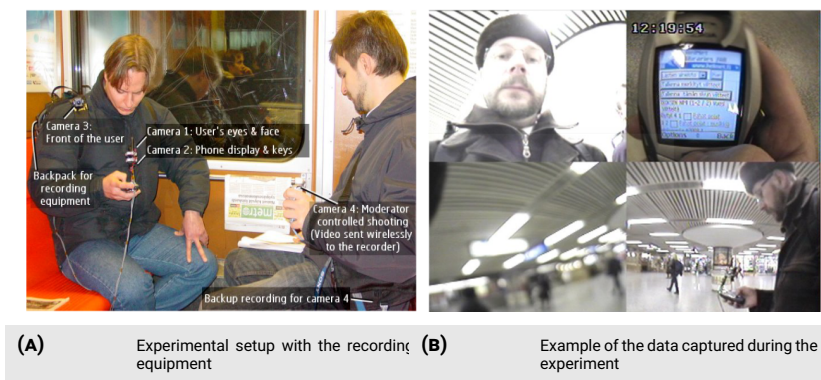 Camera 3:
Front of the user
Camera 1: User's eyes & face
Camera 2: Phone display & keys
Backpack for
recording
equipment
metro
Camera 4: Moderator
controlled shooting
(Video sent wirelessly
to the recorder)
Backup recording for camera 4
12:19:54
Options
Back
(A)
Experimental setup with the recording
equipment
(B)
Example of the data captured during the
experiment